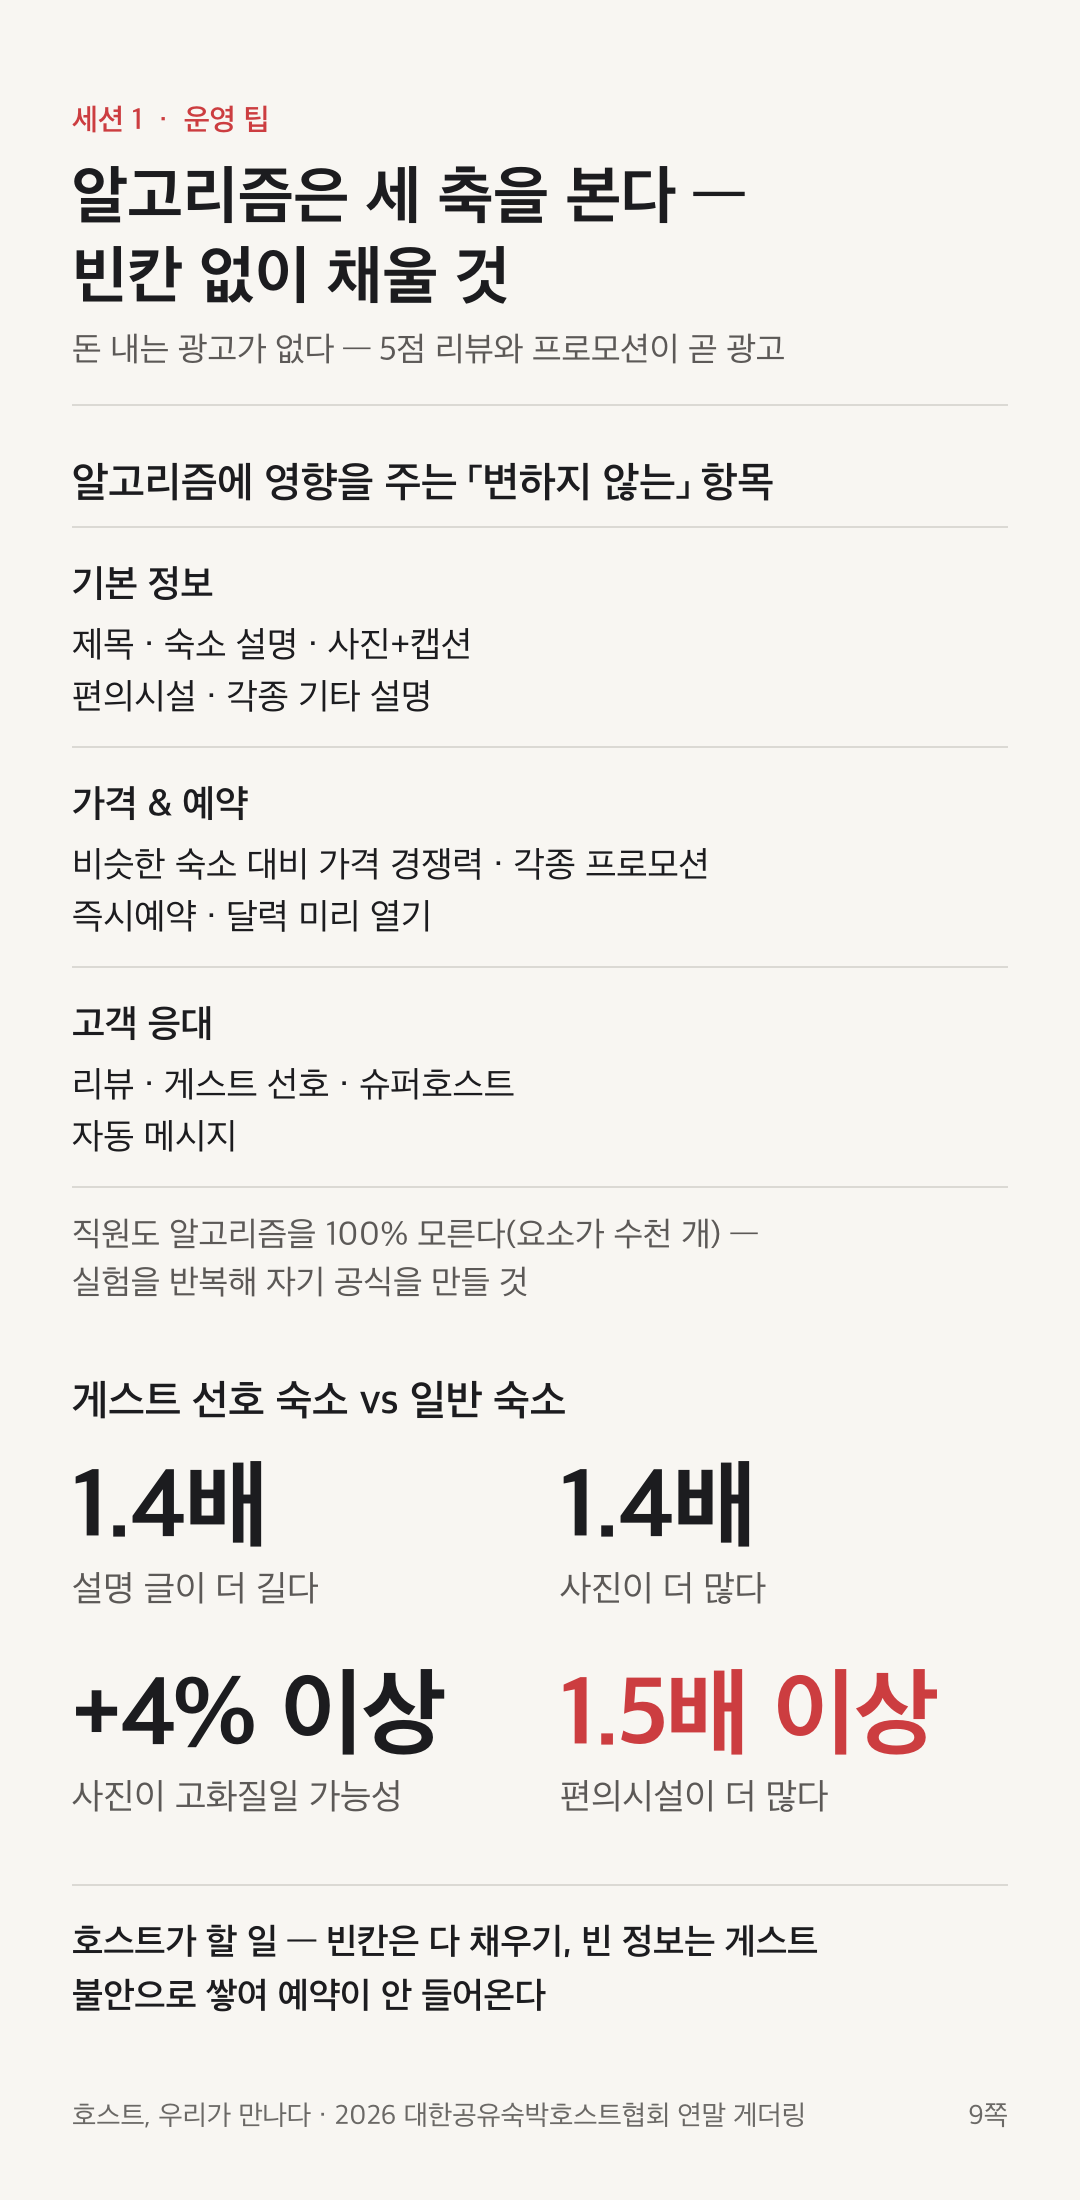 세션 1 · 운영 팁
알고리즘은 세 축을 본다 —
빈칸 없이 채울 것
돈 내는 광고가 없다 — 5점 리뷰와 프로모션이 곧 광고
알고리즘에 영향을 주는 「변하지 않는」 항목
기본 정보
제목 · 숙소 설명 · 사진+캡션
편의시설 · 각종 기타 설명
가격 & 예약
비슷한 숙소 대비 가격 경쟁력 · 각종 프로모션
즉시예약 · 달력 미리 열기
고객 응대
리뷰 · 게스트 선호 · 슈퍼호스트
자동 메시지
직원도 알고리즘을 100% 모른다(요소가 수천 개) —
실험을 반복해 자기 공식을 만들 것
게스트 선호 숙소 vs 일반 숙소
1.4배
설명 글이 더 길다
1.4배
사진이 더 많다
+4% 이상
사진이 고화질일 가능성
1.5배 이상
편의시설이 더 많다
호스트가 할 일 — 빈칸은 다 채우기, 빈 정보는 게스트
불안으로 쌓여 예약이 안 들어온다
호스트, 우리가 만나다 · 2026 대한공유숙박호스트협회 연말 게더링
9쪽